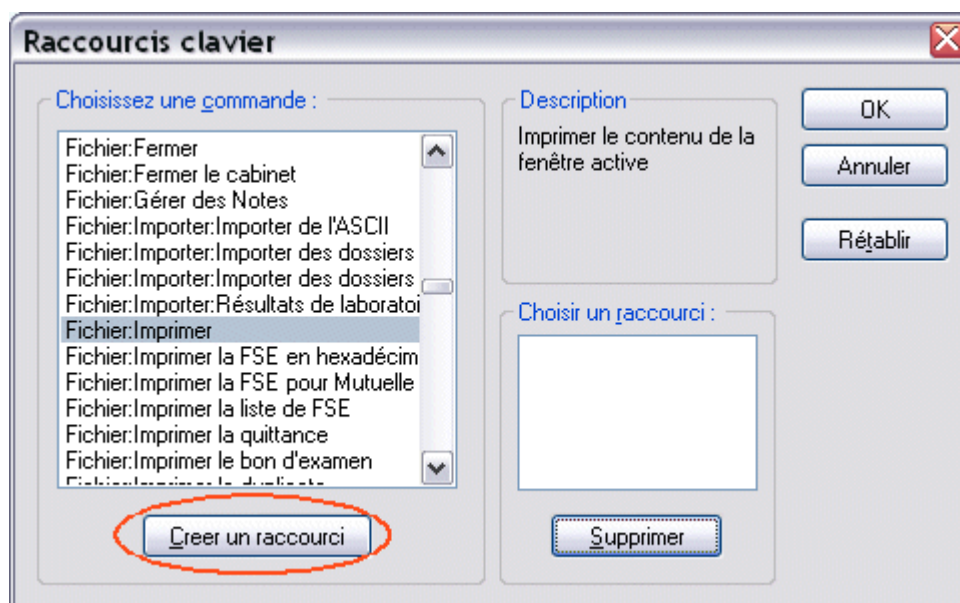 Raccourcis clavier
Choisissez une commande :
Fichier:Fermer
Fichier:Fermer le cabinet
Fichier:Gérer des Notes
Fichier:Importer:Importer de l'ASCII
Fichier:Importer:Importer des dossiers
Fichier:Importer:Importer des dossiers
Fichier:Importer:Résultats de laboratoi
Fichier:Imprimer
Fichier:Imprimer la FSE en hexadécim
Fichier:Imprimer la FSE pour Mutuelle
Fichier:Imprimer la liste de FSE
Fichier:Imprimer la quittance
Fichier:Imprimer le bon d'examen
Creer un raccourci
Description
Imprimer le contenu de la
fenêtre active
Choisir un raccourci :
Supprimer
OK
Annuler
Rétablir